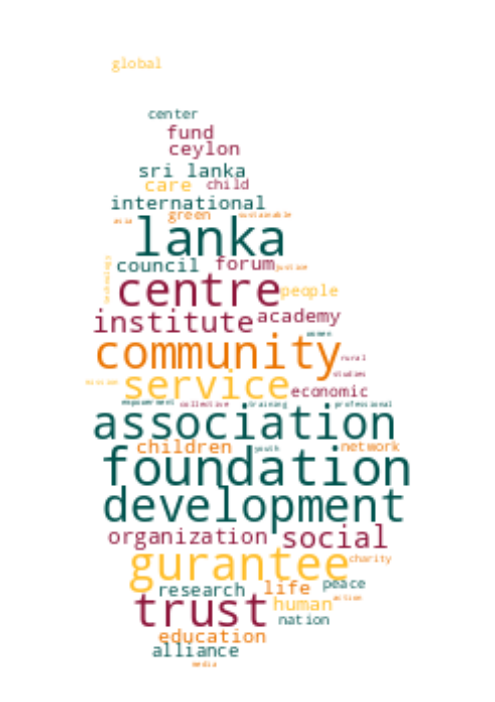 global
center
fund
ceylon
sri lanka
care child
international
green sustainable
asia
lanka
council forum justice
technology
centre people
institute academy
women
community rural
studies
mission service economic
empowerment collective training professional
association
children youth network
foundation
development
organization social
gurantee charity
research life peace
human action
trust nation
education
alliance
media